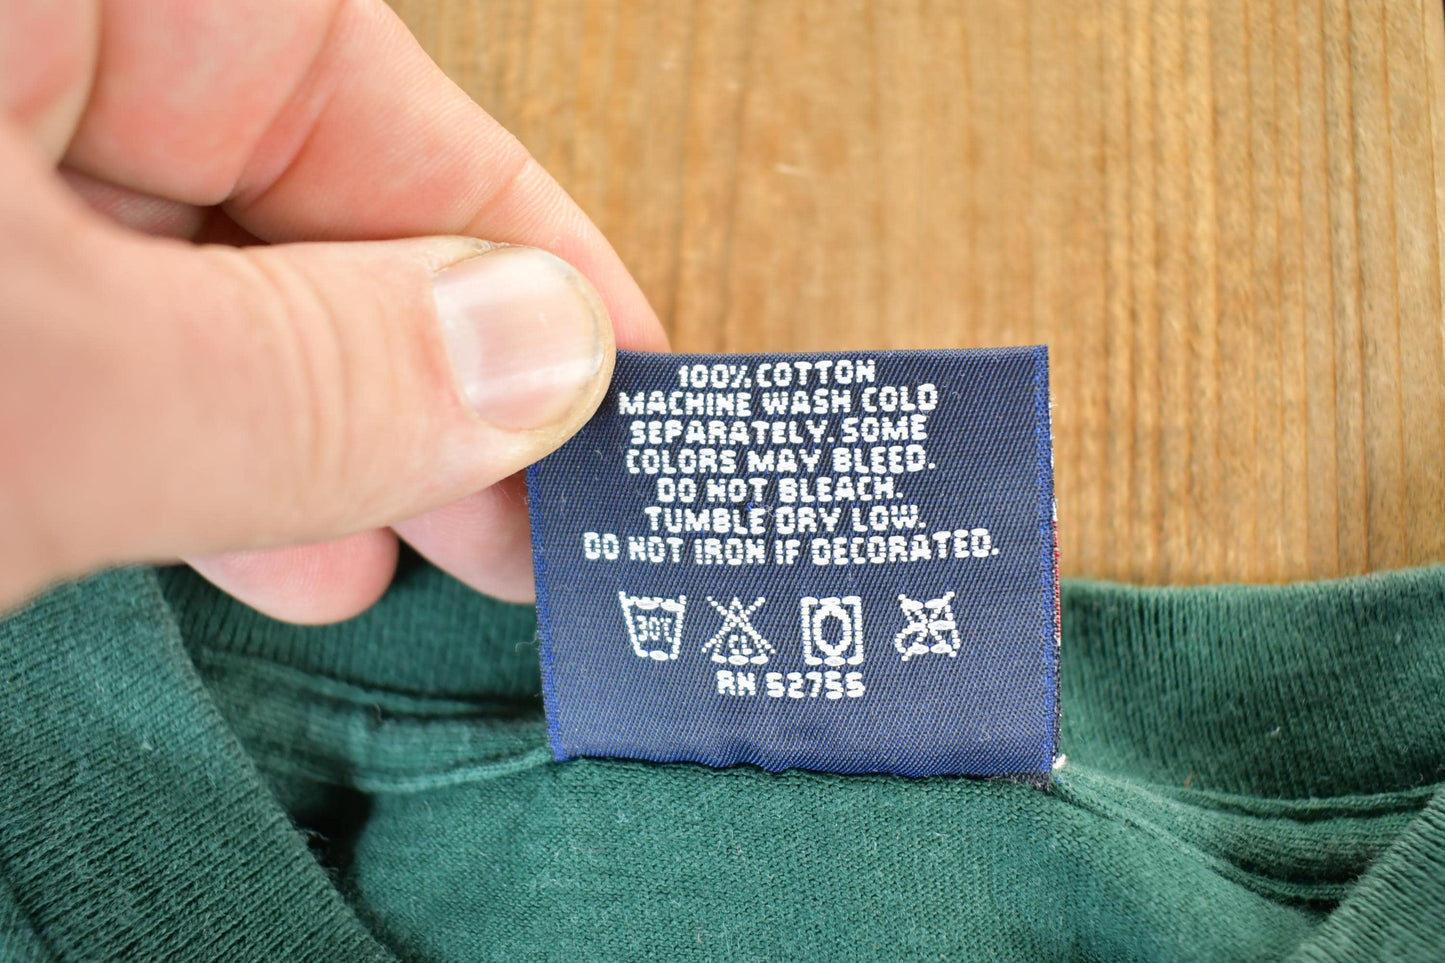 100% COTTON
MACHINE WASH COLD
SEPARATELY. SOME
COLORS MAY BLEED.
DO NOT BLEACH.
TUMBLE DRY LOW.
DO NOT IRON IF DECORATED.
30°C
CL
RN 52755